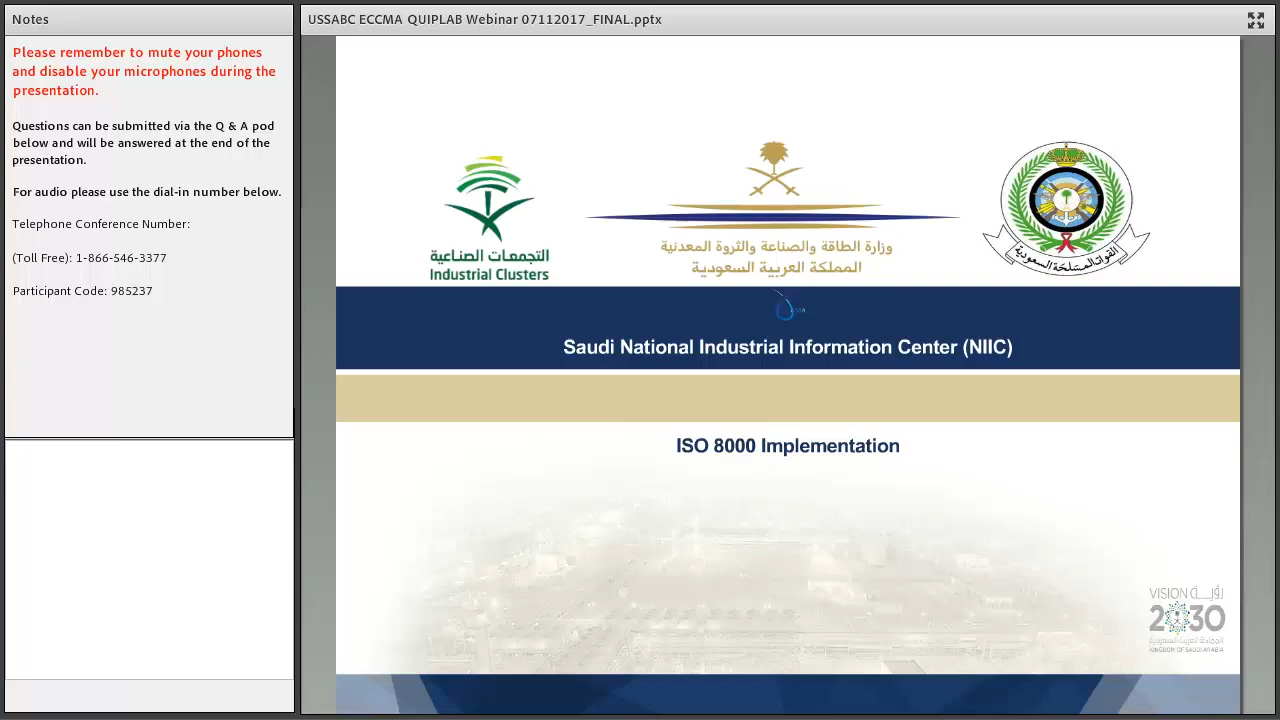 Notes
Please remember to mute your phones
and disable your microphones during the
presentation.
Questions can be submitted via the Q & A pod
below and will be answered at the end of the
presentation.
For audio please use the dial-in number below.
Telephone Conference Number:
(Toll Free): 1-866-546-3377
Participant Code: 985237
USSABC ECCMA QUIPLAB Webinar 07112017_FINAL.pptx
التجمعات الصناعية
Industrial Clusters
وزارة الطاقة والصناعة والثروة المعدنية
المملكة العربية السعودية
القوات المسلحة السعودية
Saudi National Industrial Information Center (NIIC)
ISO 8000 Implementation
VISION رؤية
2030
المملكة العربية السعودية
KINGDOM OF SAUDI ARABIA